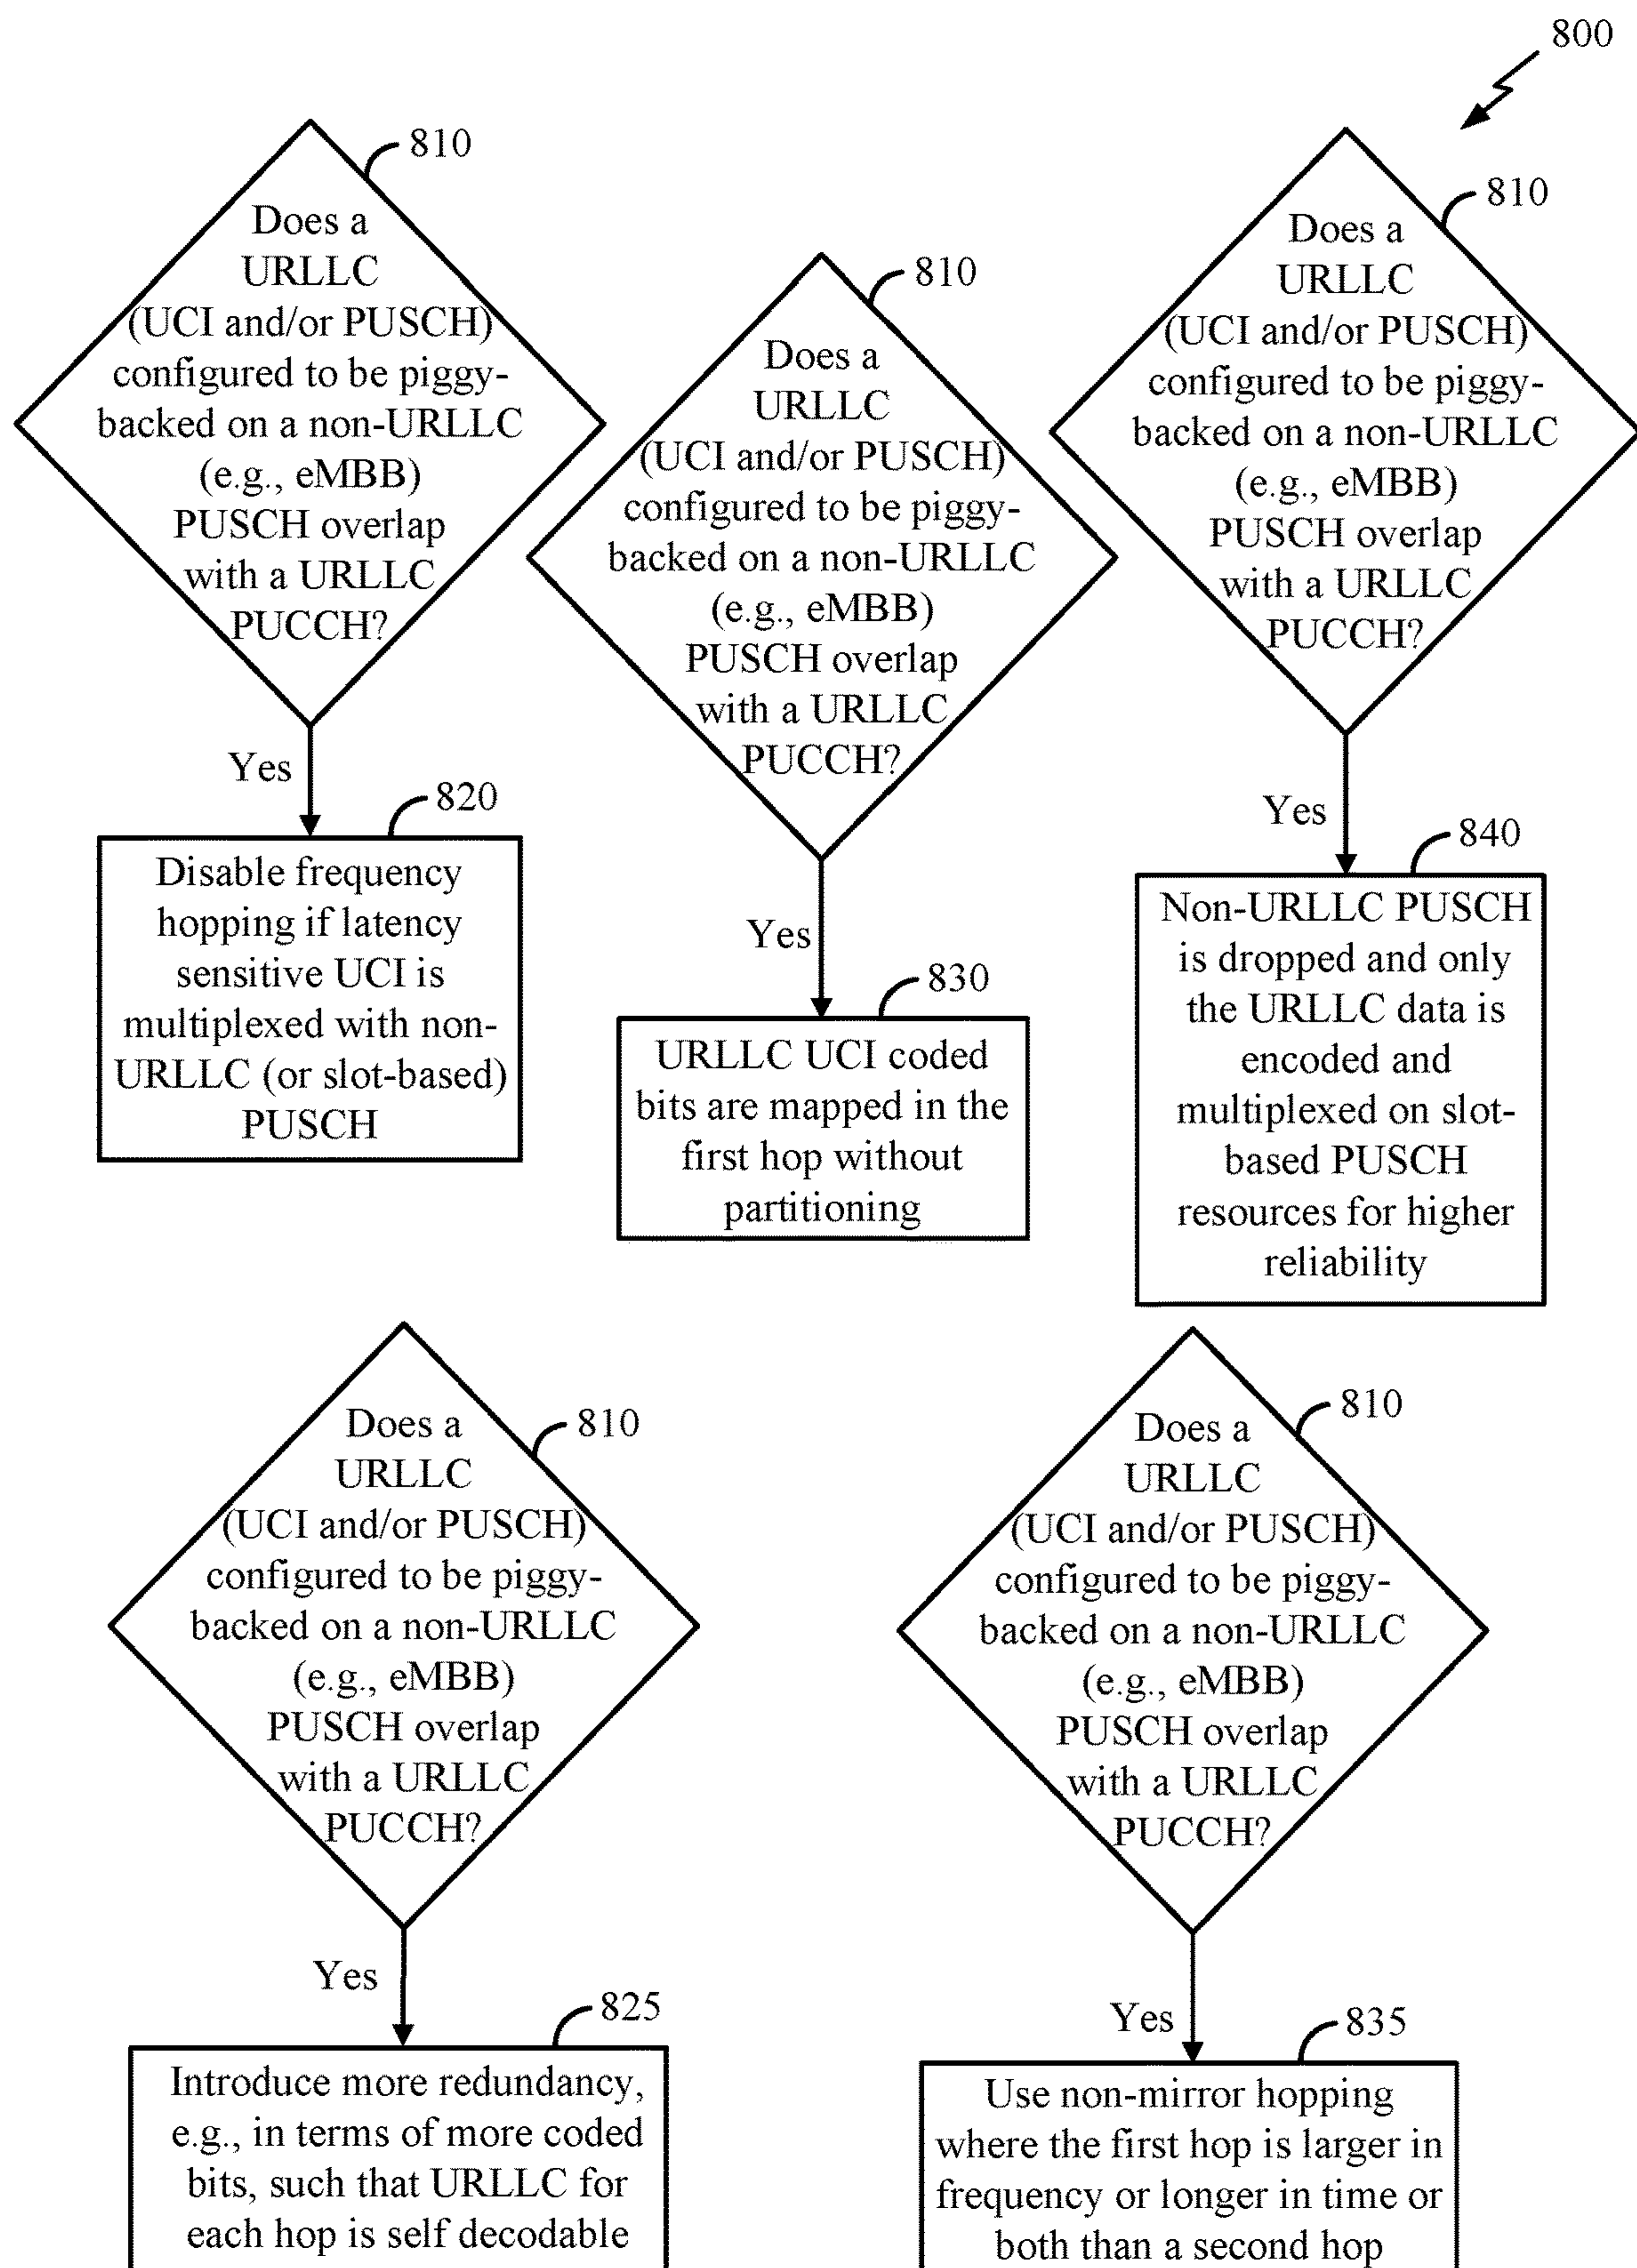 800
810
Does a
URLLC
(UCI and/or PUSCH)
configured to be piggy-
backed on a non-URLLC
(e.g., eMBB)
PUSCH overlap
with a URLLC
PUCCH?
Yes
820
Disable frequency
hopping if latency
sensitive UCI is
multiplexed with non-
URLLC (or slot-based)
PUSCH
810
Does a
URLLC
(UCI and/or PUSCH)
configured to be piggy-
backed on a non-URLLC
(e.g., eMBB)
PUSCH overlap
with a URLLC
PUCCH?
Yes
830
URLLC UCI coded
bits are mapped in the
first hop without
partitioning
810
Does a
URLLC
(UCI and/or PUSCH)
configured to be piggy-
backed on a non-URLLC
(e.g., eMBB)
PUSCH overlap
with a URLLC
PUCCH?
Yes
840
Non-URLLC PUSCH
is dropped and only
the URLLC data is
encoded and
multiplexed on slot-
based PUSCH
resources for higher
reliability
810
Does a
URLLC
(UCI and/or PUSCH)
configured to be piggy-
backed on a non-URLLC
(e.g., eMBB)
PUSCH overlap
with a URLLC
PUCCH?
Yes
825
Introduce more redundancy,
e.g., in terms of more coded
bits, such that URLLC for
each hop is self decodable
810
Does a
URLLC
(UCI and/or PUSCH)
configured to be piggy-
backed on a non-URLLC
(e.g., eMBB)
PUSCH overlap
with a URLLC
PUCCH?
Yes
835
Use non-mirror hopping
where the first hop is larger in
frequency or longer in time or
both than a second hop